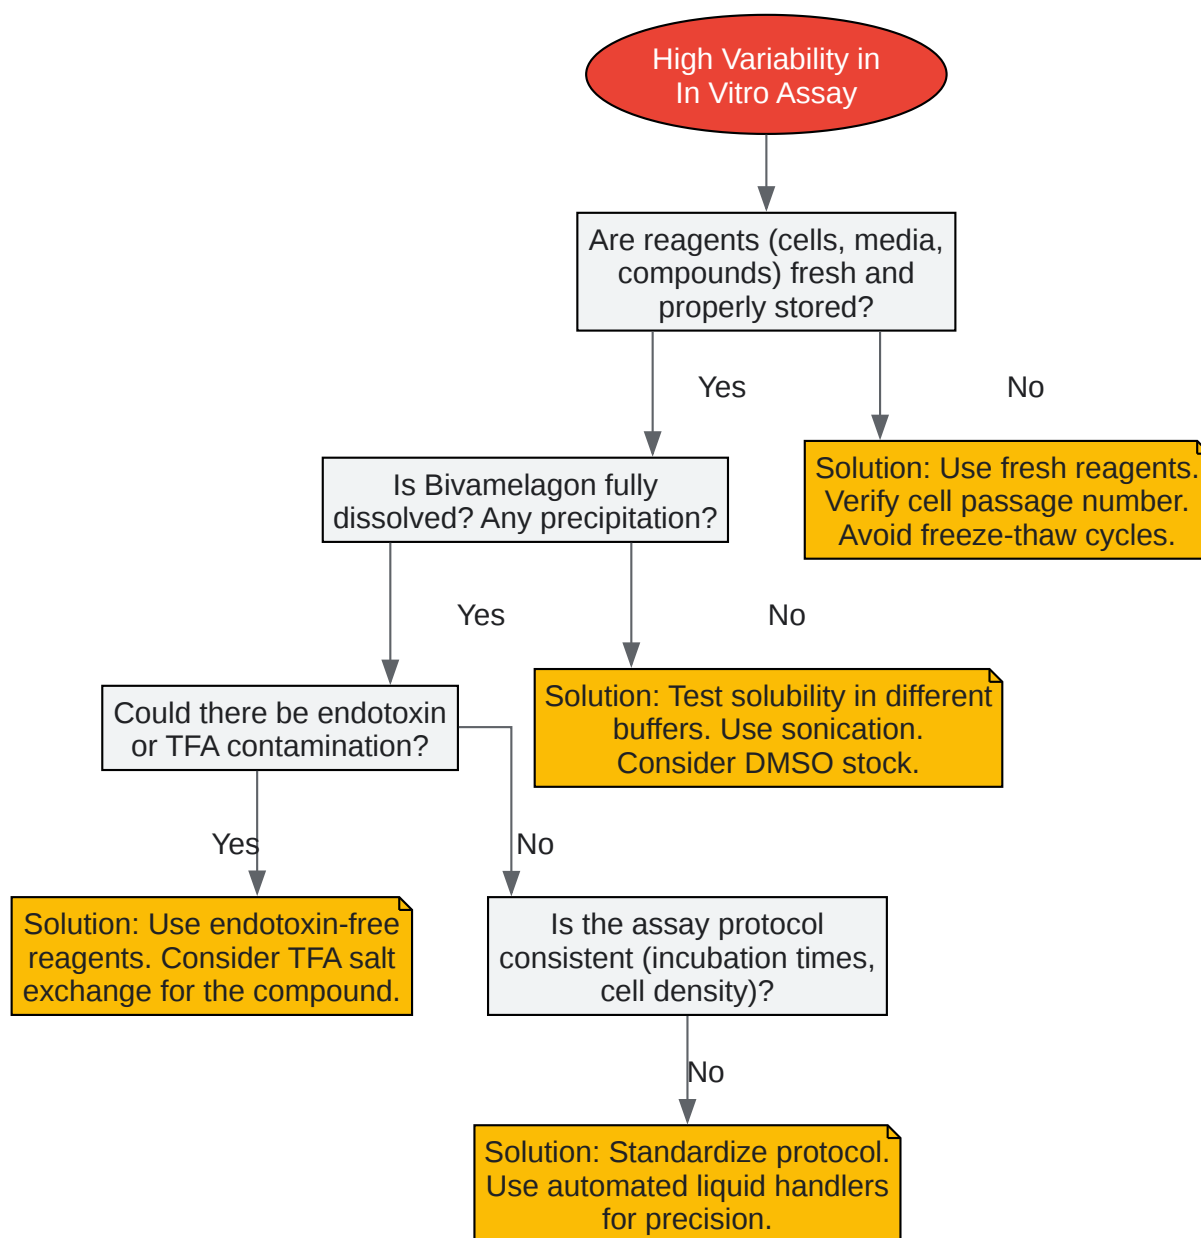 High Variability in
In Vitro Assay
Are reagents (cells, media,
compounds) fresh and
properly stored?
Yes
No
Solution: Use fresh reagents.
Verify cell passage number.
Avoid freeze-thaw cycles.
Is Bivamelagon fully
dissolved? Any precipitation?
Yes
No
Solution: Test solubility in different
buffers. Use sonication.
Consider DMSO stock.
Could there be endotoxin
or TFA contamination?
Yes
No
Solution: Use endotoxin-free
reagents. Consider TFA salt
exchange for the compound.
Is the assay protocol
consistent (incubation times,
cell density)?
No
Solution: Standardize protocol.
Use automated liquid handlers
for precision.